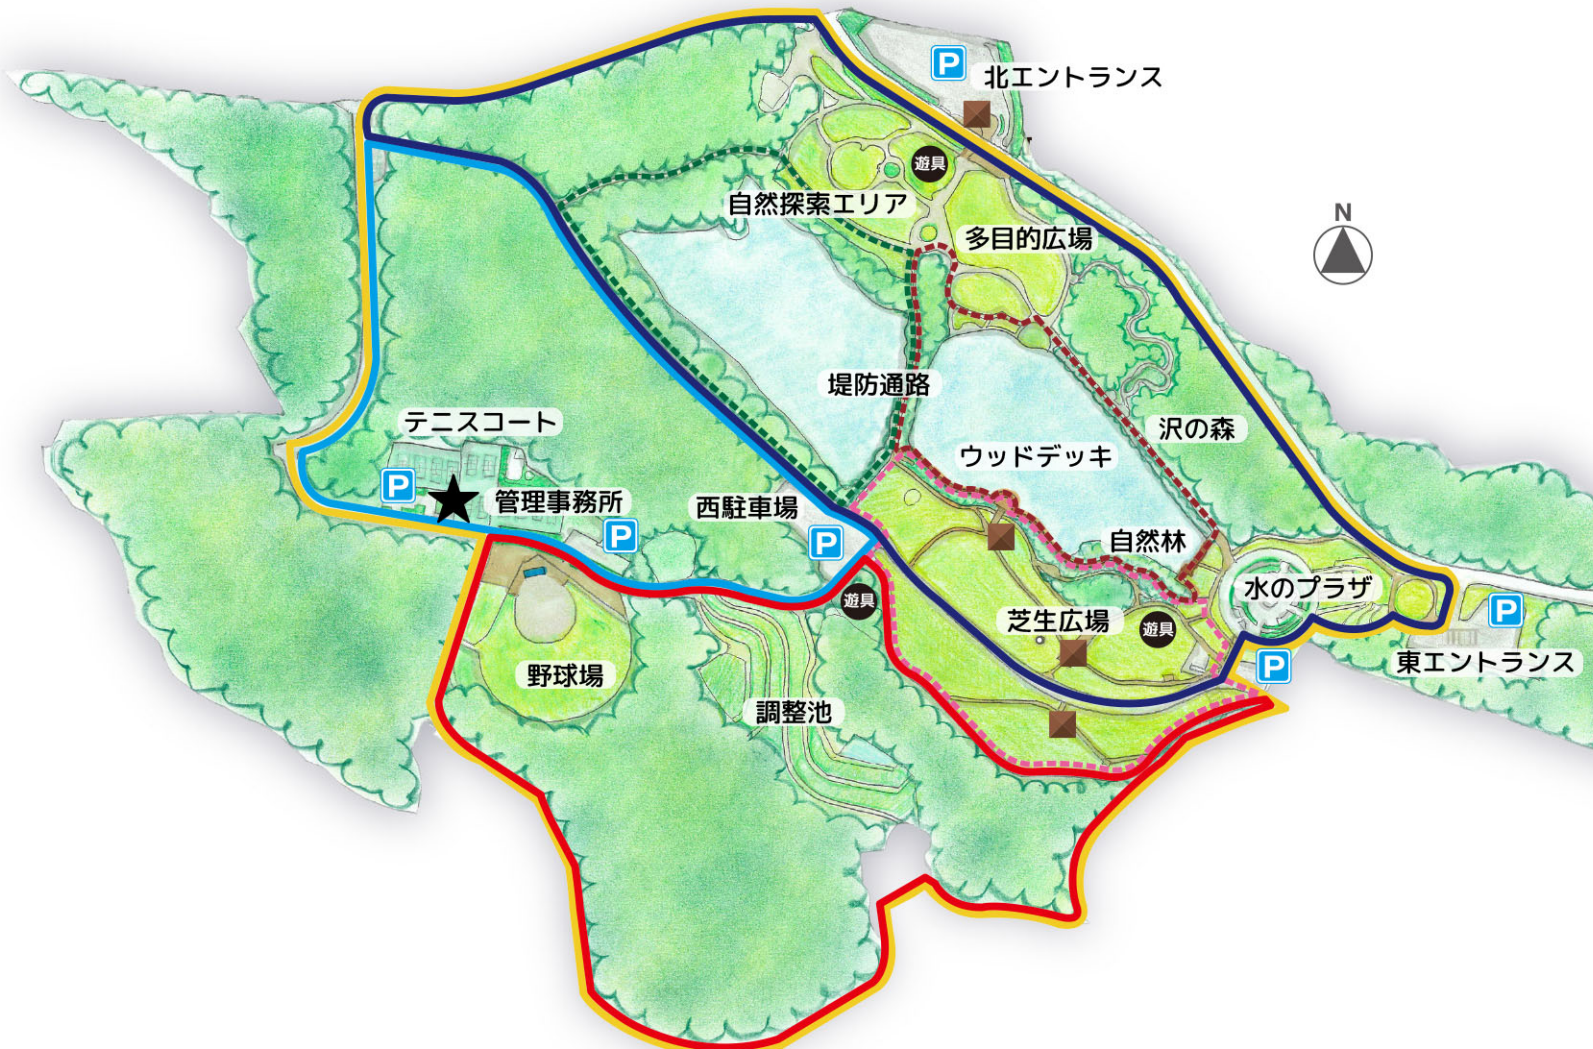 P
北エントランス
遊具
自然探索エリア
N
多目的広場
堤防通路
テニスコート
沢の森
ウッドデッキ
P
管理事務所
西駐車場
P
P
自然林
水のプラザ
遊具
P
芝生広場
遊具
東エントランス
P
野球場
調整池